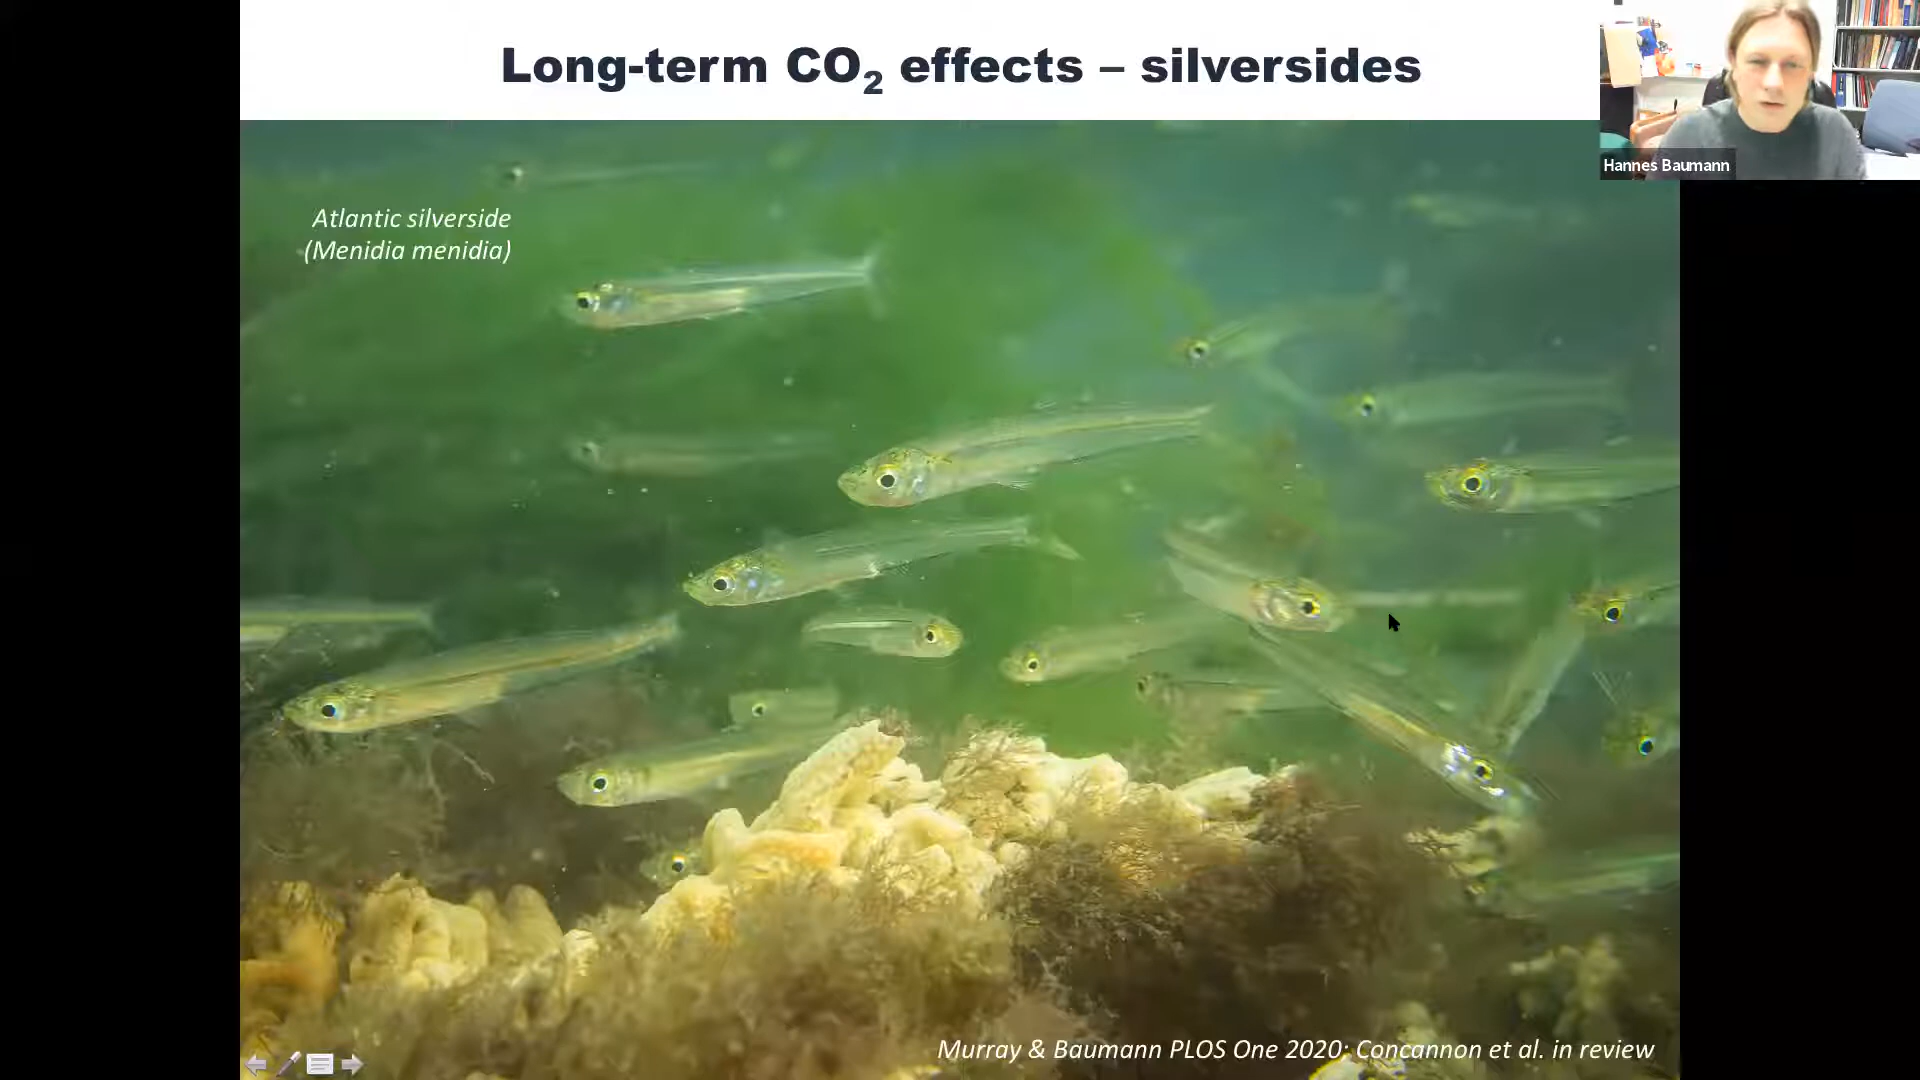 Long-term CO₂ effects – silversides
Hannes Baumann
Atlantic silverside
(Menidia menidia)
Murray & Baumann PLOS One 2020; Concannon et al. in review